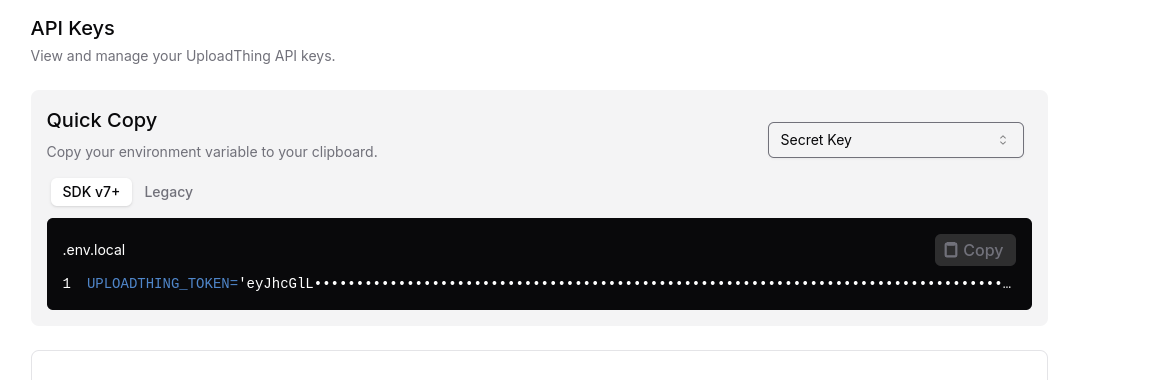 API Keys
View and manage your UploadThing API keys.
Quick Copy
Copy your environment variable to your clipboard.
Secret Key
SDK v7+
Legacy
.env.local
Copy
1 UPLOADTHING_TOKEN='eyJhcGlL••••••••••••••••••••••••••••••••••••••••••••••••••••••••••••••••••••••••••••••••••…